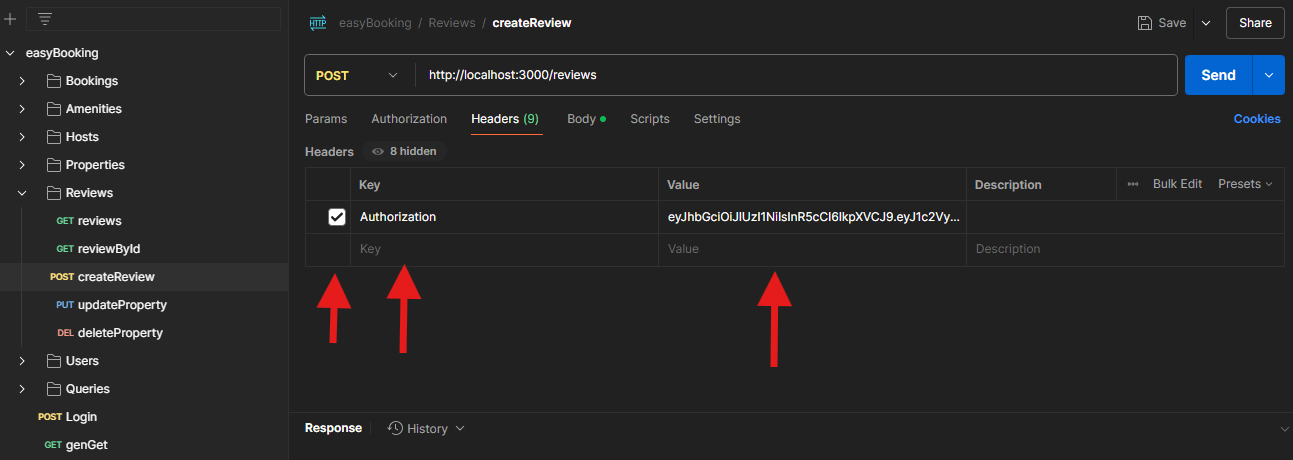 HTTP easyBooking / Reviews / createReview Save Share
easyBooking
Bookings
Amenities
Hosts
Properties
Reviews
GET reviews
GET reviewById
POST createReview
PUT updateProperty
DEL deleteProperty
Users
Queries
POST Login
GET genGet
POST http://localhost:3000/reviews Send
Params Authorization Headers (9) Body Scripts Settings Cookies
Headers 8 hidden
Key Value Description Bulk Edit Presets
Authorization eyJhbGciOiJIUzI1NiIsInR5cCI6IkpXVCJ9.eyJ1c2Vy...
Key Value Description
Response History